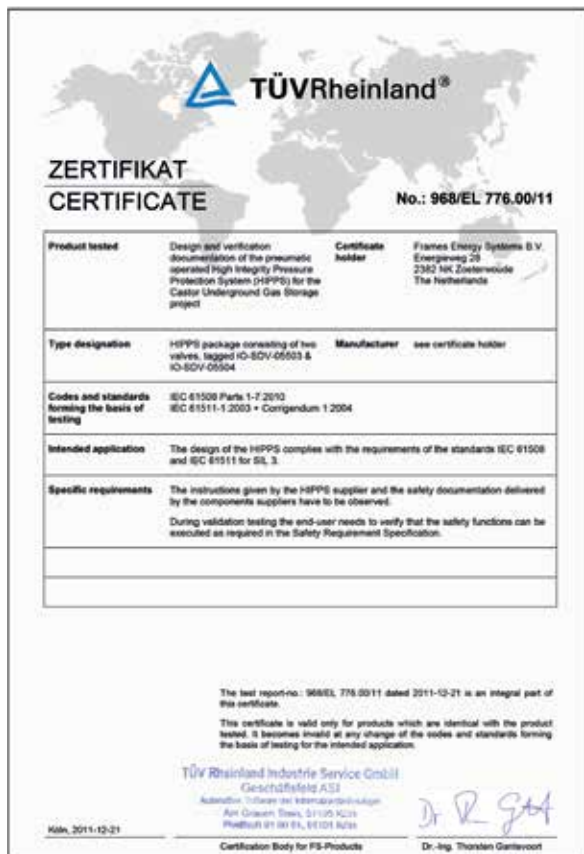 TÜVRheinland®
ZERTIFIKAT
CERTIFICATE
No.: 968/EL 776.00/11
Product tested
Design and verification
documentation of the pneumatic
operated High Integrity Pressure
Protection System (HIPPS) for the
Castor Underground Gas Storage
project
Certificate
holder
Frames Energy Systems B.V.
Energieweg 28
2382 NK Zoeterwoude
The Netherlands
Type designation
HIPPS package consisting of two
valves, tagged IO-SDV-05503 &
IO-SDV-05504
Manufacturer
see certificate holder
Codes and standards
forming the basis of
testing
IEC 61508 Parts 1-7:2010
IEC 61511-1:2003 + Corrigendum 1:2004
Intended application
The design of the HIPPS complies with the requirements of the standards IEC 61508
and IEC 61511 for SIL 3.
Specific requirements
The instructions given by the HIPPS supplier and the safety documentation delivered
by the components suppliers have to be observed.
During validation testing the end-user needs to verify that the safety functions can be
executed as required in the Safety Requirement Specification.
The test report-no.: 968/EL 776.00/11 dated 2011-12-21 is an integral part of
this certificate.
This certificate is valid only for products which are identical with the product
tested. It becomes invalid at any change of the codes and standards forming
the basis of testing for the intended application.
TÜV Rheinland Industrie Service GmbH
Geschäftsfeld ASI
Am Grauen Stein, 51105 Köln
Köln, 2011-12-21
Certification Body for FS-Products
Dr.-Ing. Thorsten Gantevoort